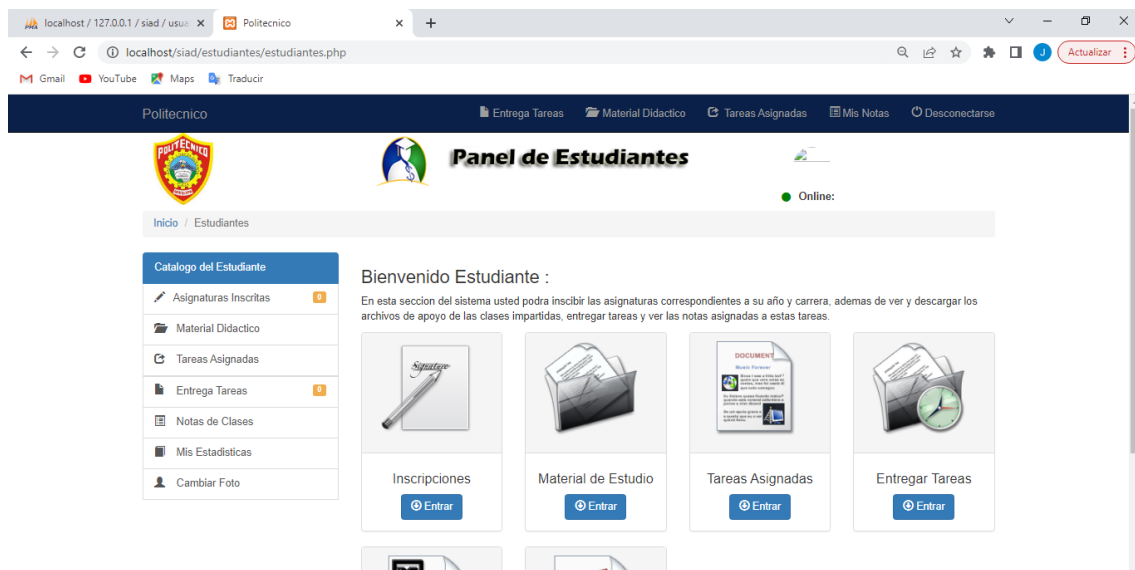 localhost / 127.0.0.1 / siad / usua
Politecnico
localhost/siad/estudiantes/estudiantes.php
Actualizar
J
Gmail
YouTube
Maps
Traducir
Politecnico
Entrega Tareas
Material Didactico
Tareas Asignadas
Mis Notas
Desconectarse
POLITECNICO
Panel de Estudiantes
Online:
Inicio / Estudiantes
Catalogo del Estudiante
Asignaturas Inscritas 0
Material Didactico
Tareas Asignadas
Entrega Tareas 0
Notas de Clases
Mis Estadisticas
Cambiar Foto
Bienvenido Estudiante :
En esta seccion del sistema usted podra inscibir las asignaturas correspondientes a su año y carrera, ademas de ver y descargar los
archivos de apoyo de las clases impartidas, entregar tareas y ver las notas asignadas a estas tareas.
Signature
DOCUMENT
Music Forever
Inscripciones
Entrar
Material de Estudio
Entrar
Tareas Asignadas
Entrar
Entregar Tareas
Entrar